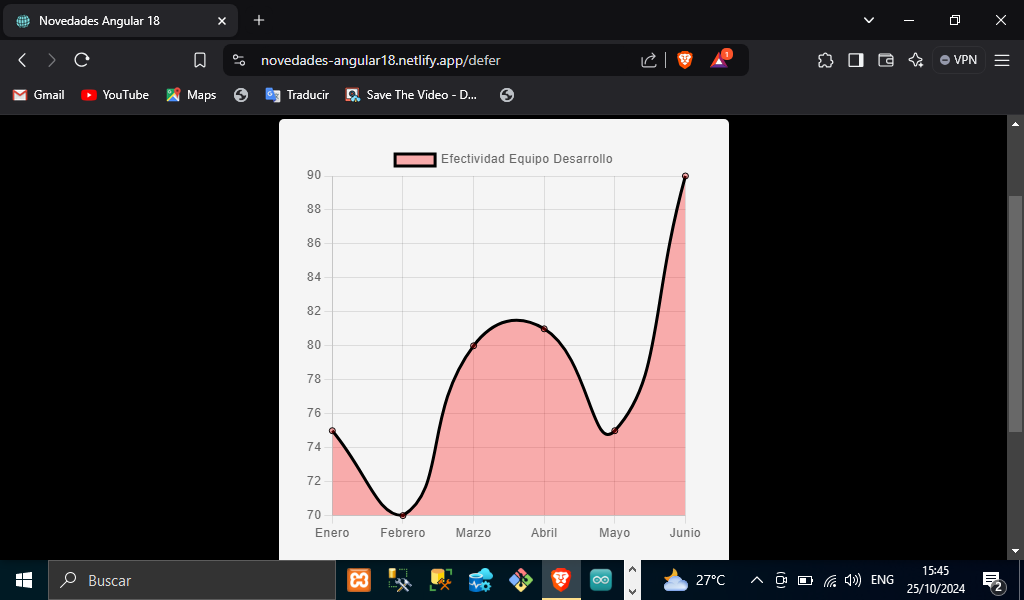 Novedades Angular 18
novedades-angular18.netlify.app/defer
1
VPN
Gmail
YouTube
Maps
Traducir
Save The Video - D...
Efectividad Equipo Desarrollo
90
88
86
84
82
80
78
76
74
72
70
Enero Febrero Marzo Abril Mayo Junio
Buscar
27°C
ENG
15:45
25/10/2024
2